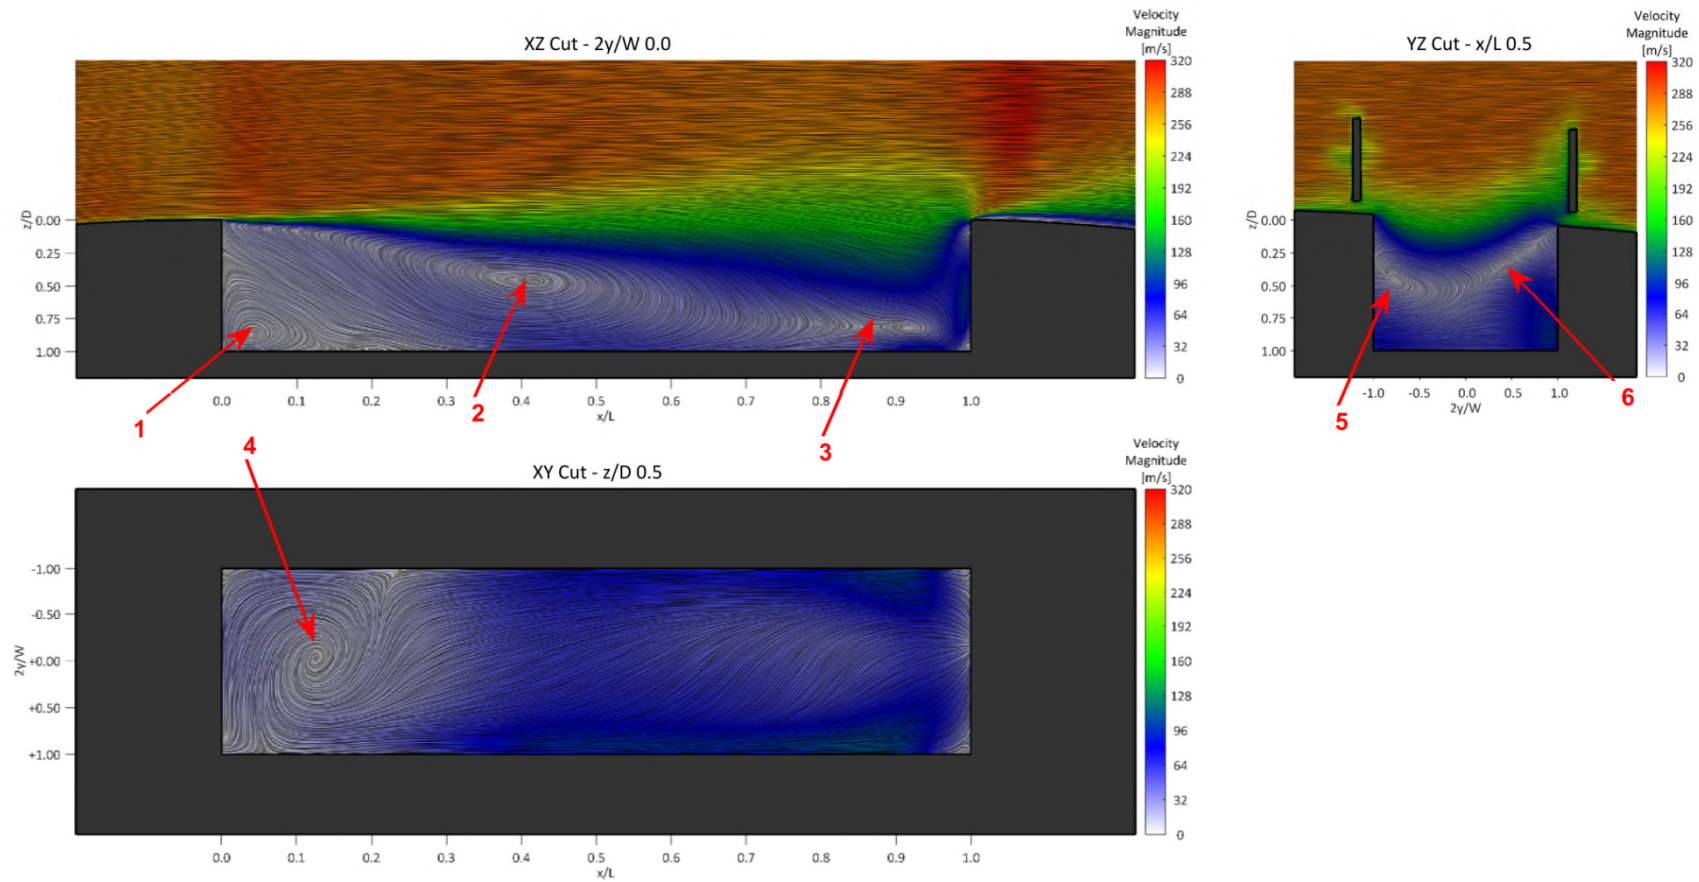 Velocity
Magnitude
[m/s]
XZ Cut - 2y/W 0.0
320
288
256
224
192
160
128
96
64
32
0
z/D
0.00
0.25
0.50
0.75
1.00
0.0 0.1 0.2 0.3 0.4 0.5 0.6 0.7 0.8 0.9 1.0
x/L
1
2
3
Velocity
Magnitude
[m/s]
YZ Cut - x/L 0.5
320
288
256
224
192
160
128
96
64
32
0
z/D
0.00
0.25
0.50
0.75
1.00
-1.0 -0.5 0.0 0.5 1.0
2y/W
5
6
4
Velocity
Magnitude
[m/s]
XY Cut - z/D 0.5
320
288
256
224
192
160
128
96
64
32
0
2y/W
-1.00
-0.50
+0.00
+0.50
+1.00
0.0 0.1 0.2 0.3 0.4 0.5 0.6 0.7 0.8 0.9 1.0
x/L